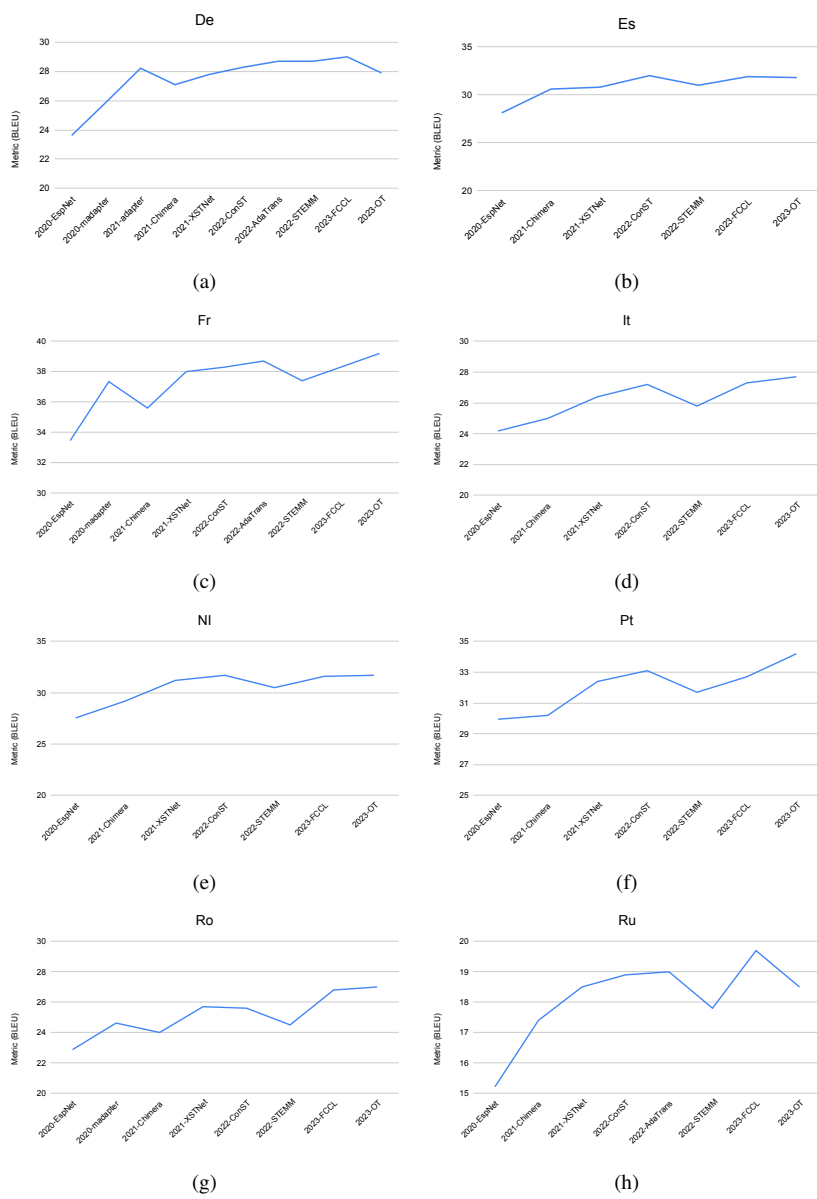 De
Metric (BLEU)
30
28
26
24
22
20
2020-EspNet
2020-madapter
2021-adapter
2021-Chimera
2021-XSTNet
2022-ConST
2022-AdaTrans
2022-STEMM
2023-FCCL
2023-OT
(a)
Es
Metric (BLEU)
35
30
25
20
2020-EspNet
2021-Chimera
2021-XSTNet
2022-ConST
2022-STEMM
2023-FCCL
2023-OT
(b)
Fr
Metric (BLEU)
40
38
36
34
32
30
2020-EspNet
2020-madapter
2021-Chimera
2021-XSTNet
2022-ConST
2022-AdaTrans
2022-STEMM
2023-FCCL
2023-OT
(c)
It
Metric (BLEU)
30
28
26
24
22
20
2020-EspNet
2021-Chimera
2021-XSTNet
2022-ConST
2022-STEMM
2023-FCCL
2023-OT
(d)
Nl
Metric (BLEU)
35
30
25
20
2020-EspNet
2021-Chimera
2021-XSTNet
2022-ConST
2022-STEMM
2023-FCCL
2023-OT
(e)
Pt
Metric (BLEU)
35
33
31
29
27
25
2020-EspNet
2021-Chimera
2021-XSTNet
2022-ConST
2022-STEMM
2023-FCCL
2023-OT
(f)
Ro
Metric (BLEU)
30
28
26
24
22
20
2020-EspNet
2020-madapter
2021-Chimera
2021-XSTNet
2022-ConST
2022-STEMM
2023-FCCL
2023-OT
(g)
Ru
Metric (BLEU)
20
19
18
17
16
15
2020-EspNet
2021-Chimera
2021-XSTNet
2022-ConST
2022-AdaTrans
2022-STEMM
2023-FCCL
2023-OT
(h)